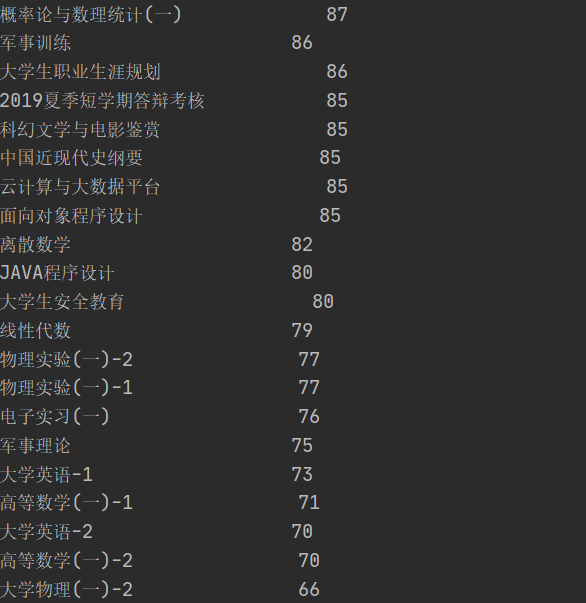 概率论与数理统计(一) 87
军事训练 86
大学生职业生涯规划 86
2019夏季短学期答辩考核 85
科幻文学与电影鉴赏 85
中国近现代史纲要 85
云计算与大数据平台 85
面向对象程序设计 85
离散数学 82
JAVA程序设计 80
大学生安全教育 80
线性代数 79
物理实验(一)-2 77
物理实验(一)-1 77
电子实习(一) 76
军事理论 75
大学英语-1 73
高等数学(一)-1 71
大学英语-2 70
高等数学(一)-2 70
大学物理(一)-2 66